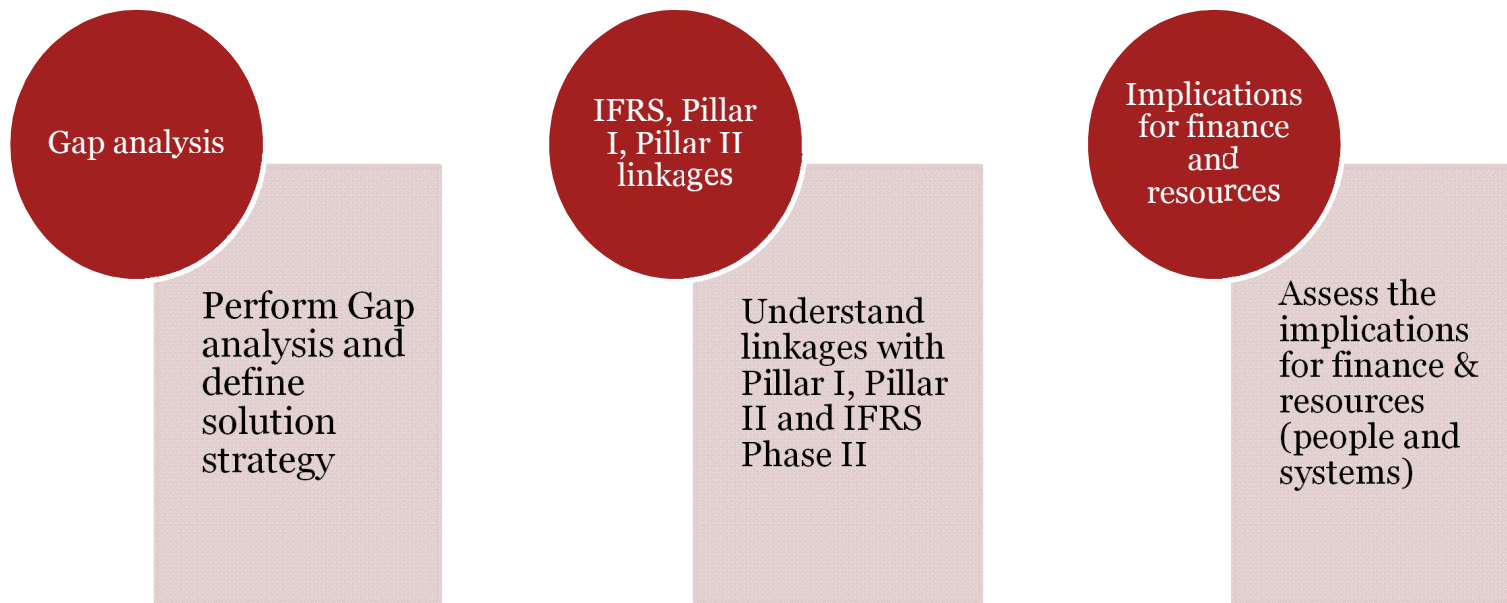 Gap analysis
Perform Gap
analysis and
define
solution
strategy
IFRS, Pillar
I, Pillar II
linkages
Understand
linkages with
Pillar I, Pillar
II and IFRS
Phase II
Implications
for finance
and
resources
Assess the
implications
for finance &
resources
(people and
systems)